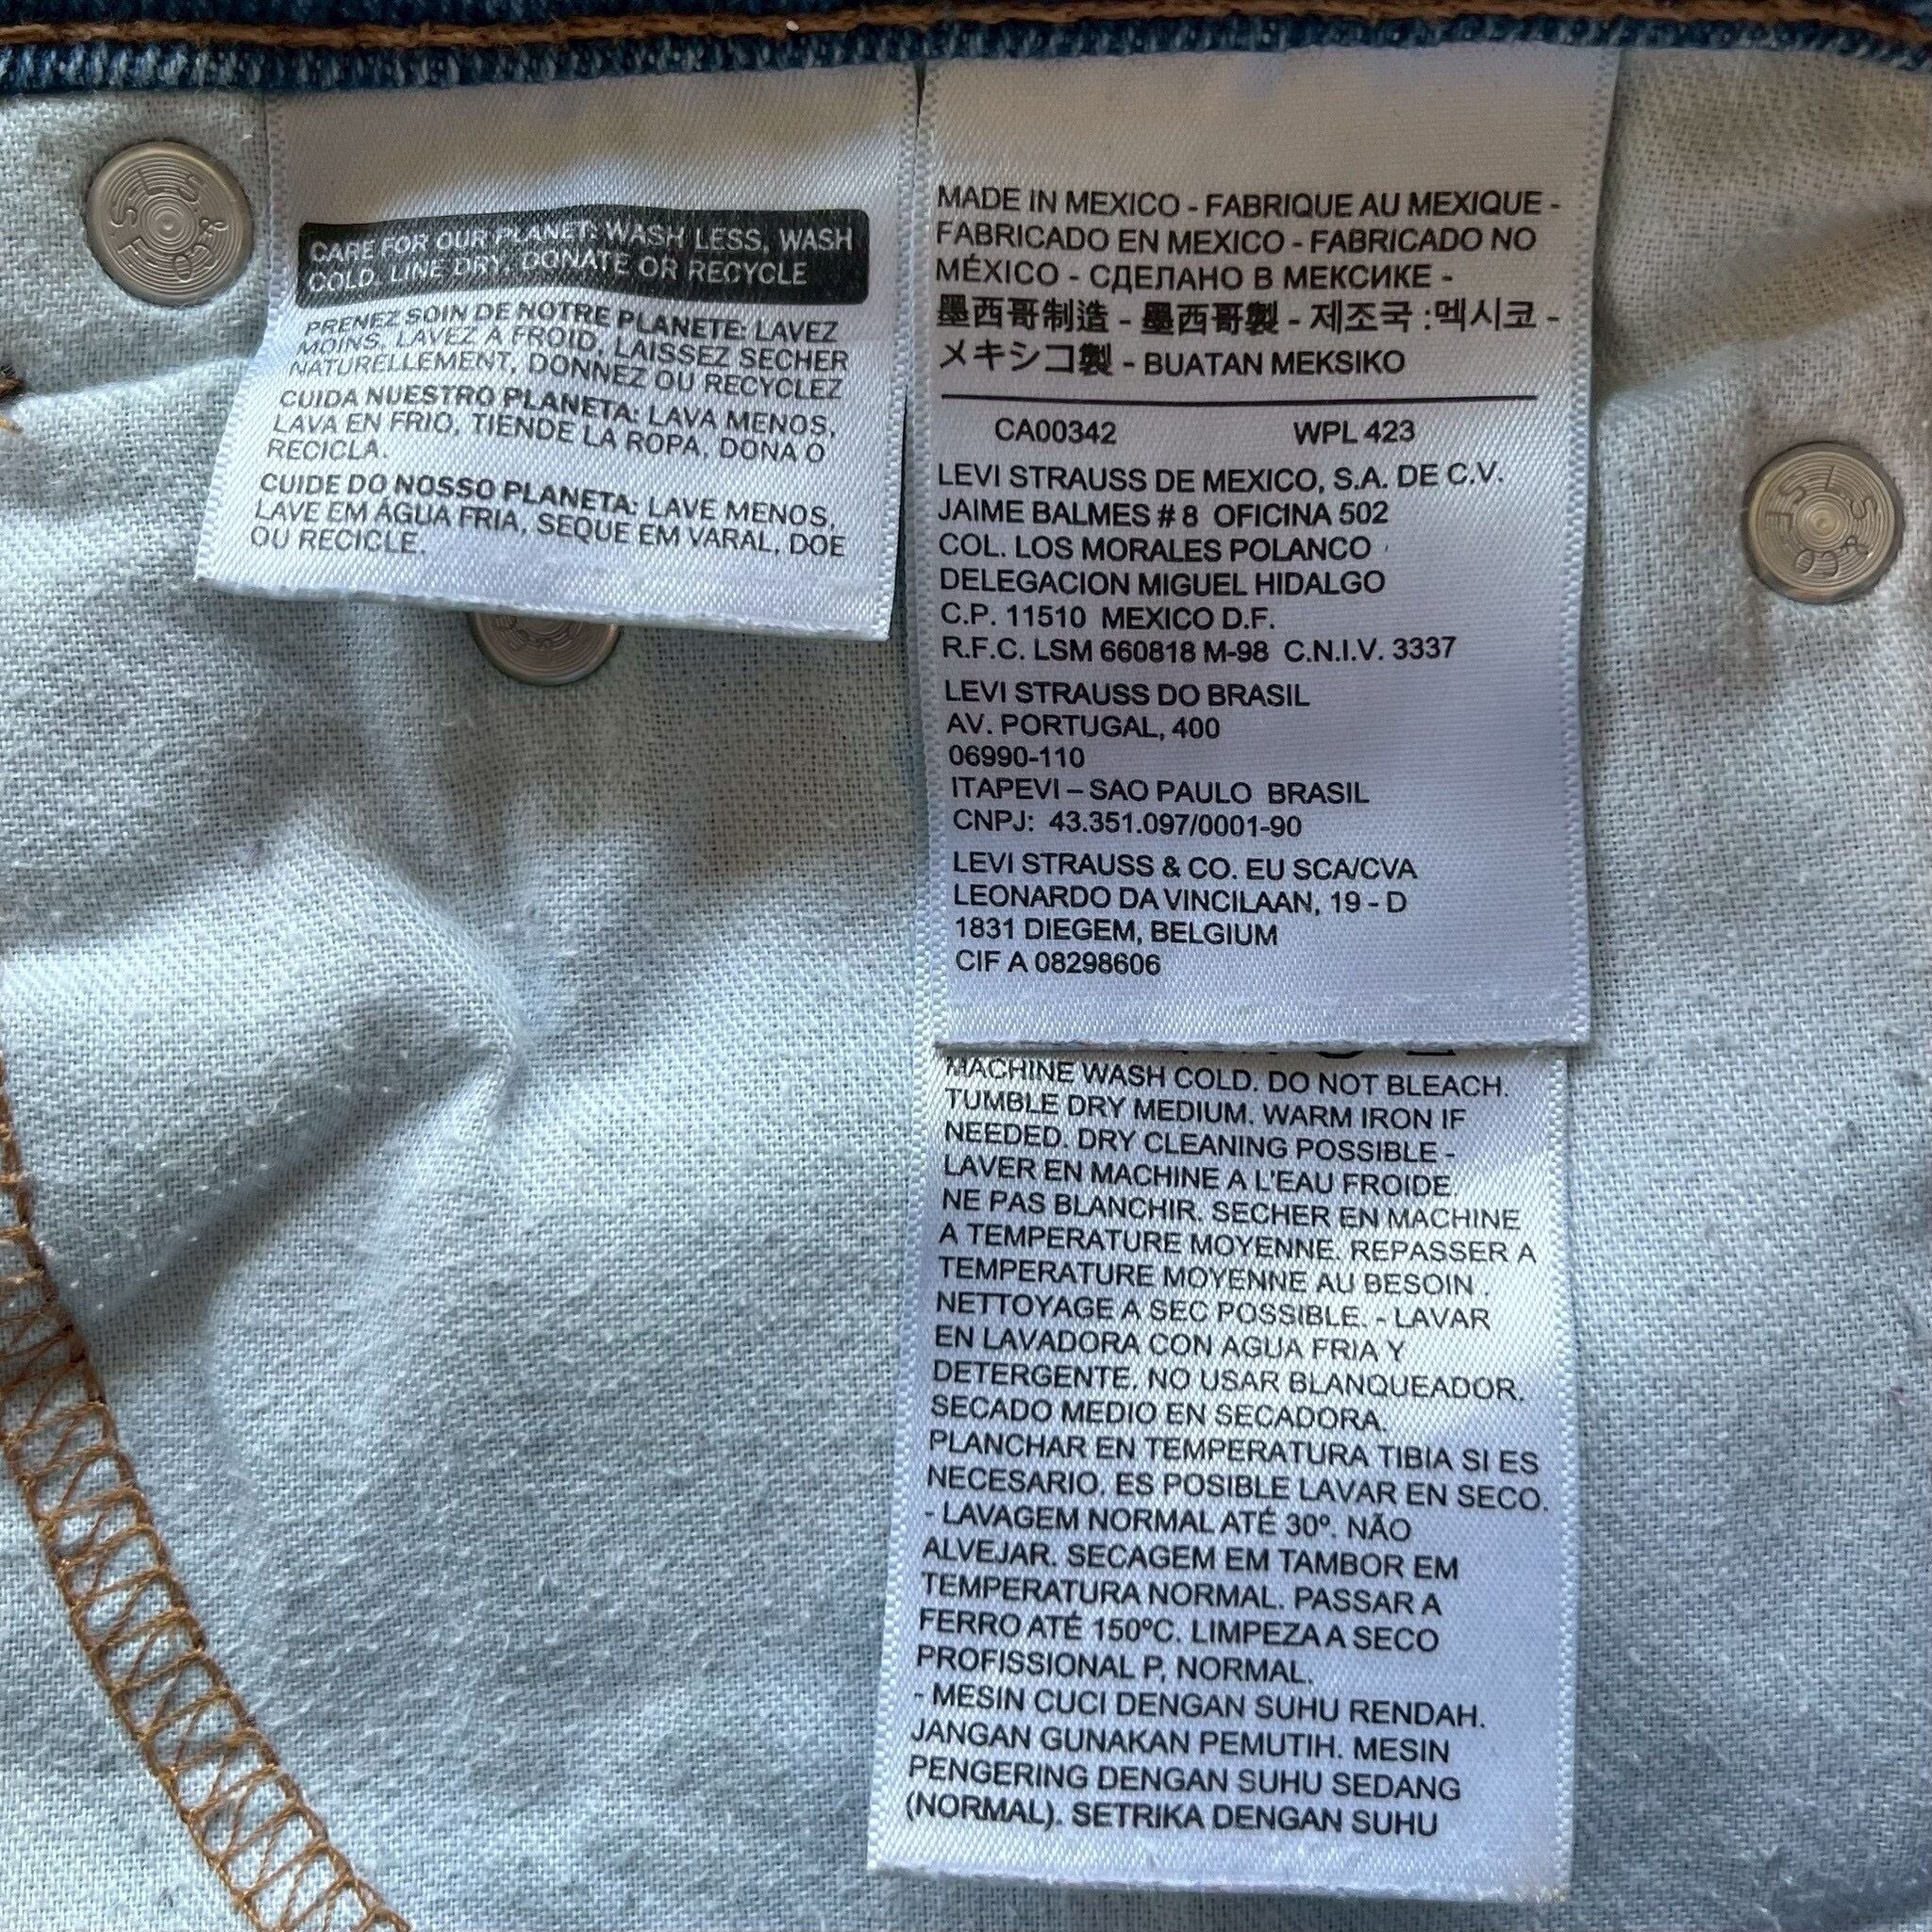 CARE FOR OUR PLANET: WASH LESS, WASH
COLD, LINE DRY, DONATE OR RECYCLE
PRENEZ SOIN DE NOTRE PLANETE: LAVEZ
MOINS, LAVEZ A FROID, LAISSEZ SECHER
NATURELLEMENT, DONNEZ OU RECYCLEZ
CUIDA NUESTRO PLANETA: LAVA MENOS,
LAVA EN FRIO, TIENDE LA ROPA, DONA O
RECICLA.
CUIDE DO NOSSO PLANETA: LAVE MENOS,
LAVE EM ÁGUA FRIA, SEQUE EM VARAL, DOE
OU RECICLE.
MADE IN MEXICO - FABRIQUE AU MEXIQUE -
FABRICADO EN MEXICO - FABRICADO NO
MÉXICO - СДЕЛАНО В МЕКСИКЕ -
墨西哥制造 - 墨西哥製 - 제조국 :멕시코 -
メキシコ製 - BUATAN MEKSIKO
CA00342 WPL 423
LEVI STRAUSS DE MEXICO, S.A. DE C.V.
JAIME BALMES # 8 OFICINA 502
COL. LOS MORALES POLANCO
DELEGACION MIGUEL HIDALGO
C.P. 11510 MEXICO D.F.
R.F.C. LSM 660818 M-98 C.N.I.V. 3337
LEVI STRAUSS DO BRASIL
AV. PORTUGAL, 400
06990-110
ITAPEVI – SAO PAULO BRASIL
CNPJ: 43.351.097/0001-90
LEVI STRAUSS & CO. EU SCA/CVA
LEONARDO DA VINCILAAN, 19 - D
1831 DIEGEM, BELGIUM
CIF A 08298606
MACHINE WASH COLD. DO NOT BLEACH.
TUMBLE DRY MEDIUM. WARM IRON IF
NEEDED. DRY CLEANING POSSIBLE -
LAVER EN MACHINE A L'EAU FROIDE.
NE PAS BLANCHIR. SECHER EN MACHINE
A TEMPERATURE MOYENNE. REPASSER A
TEMPERATURE MOYENNE AU BESOIN .
NETTOYAGE A SEC POSSIBLE. - LAVAR
EN LAVADORA CON AGUA FRIA Y
DETERGENTE. NO USAR BLANQUEADOR.
SECADO MEDIO EN SECADORA.
PLANCHAR EN TEMPERATURA TIBIA SI ES
NECESARIO. ES POSIBLE LAVAR EN SECO.
- LAVAGEM NORMAL ATÉ 30º. NÃO
ALVEJAR. SECAGEM EM TAMBOR EM
TEMPERATURA NORMAL. PASSAR A
FERRO ATÉ 150ºC. LIMPEZA A SECO
PROFISSIONAL P, NORMAL.
- MESIN CUCI DENGAN SUHU RENDAH.
JANGAN GUNAKAN PEMUTIH. MESIN
PENGERING DENGAN SUHU SEDANG
(NORMAL). SETRIKA DENGAN SUHU
LS & CO SF
LS & CO SF